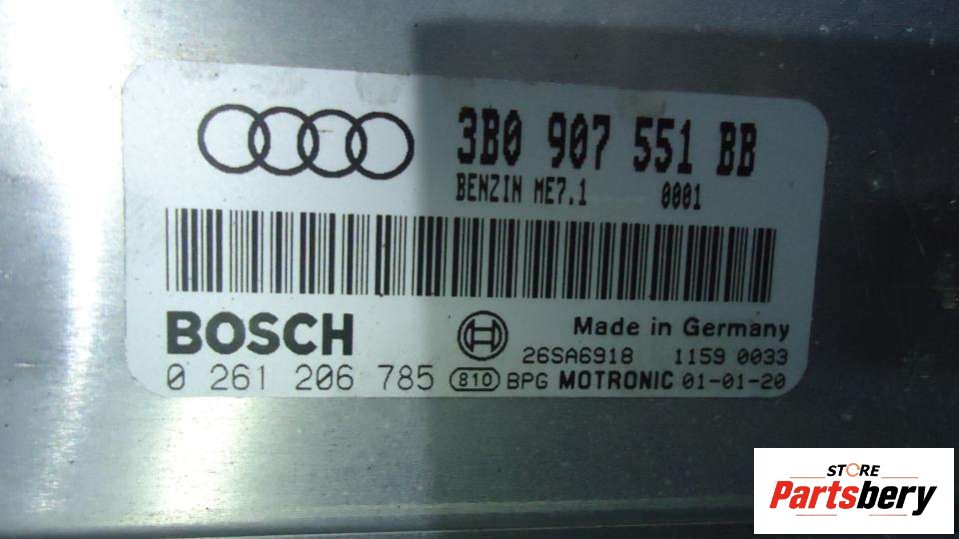 3B0 907 551 BB
BENZIN ME7.1 0001
BOSCH
Made in Germany
26SA6918 1159 0033
0 261 206 785 810 BPG MOTRONIC 01-01-20
STORE
Partsbery